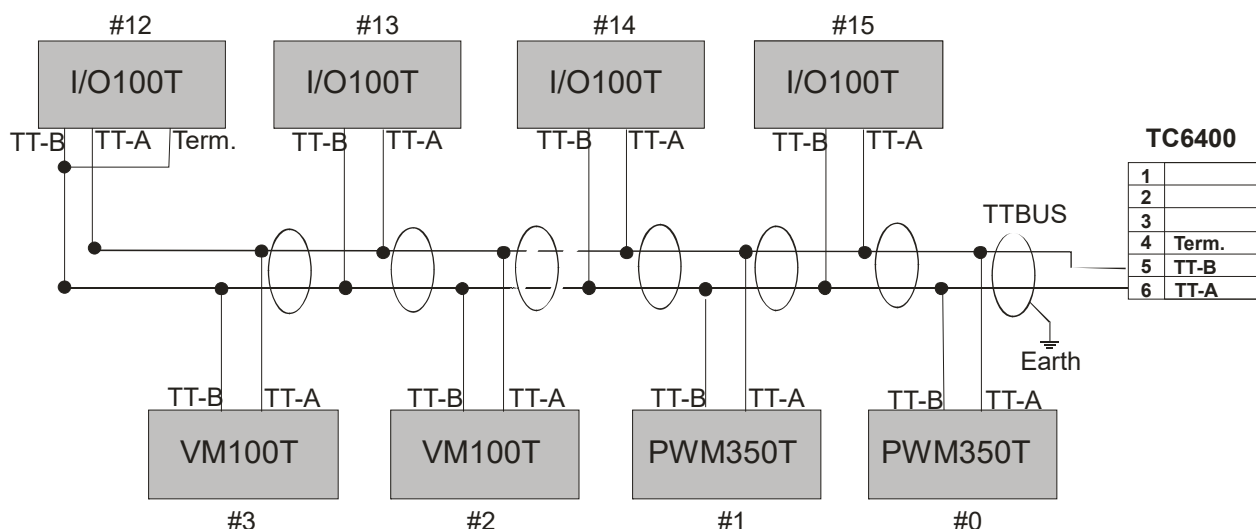 #12 #13 #14 #15
I/O100T I/O100T I/O100T I/O100T
TT-B TT-A Term. TT-B TT-A TT-B TT-A TT-B TT-A
TC6400
1
2
3
4 Term.
5 TT-B
6 TT-A
TTBUS
Earth
TT-B TT-A TT-B TT-A TT-B TT-A TT-B TT-A
VM100T VM100T PWM350T PWM350T
#3 #2 #1 #0